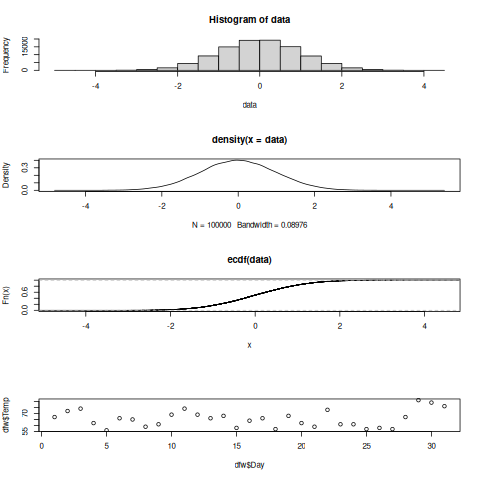 Histogram of data
Frequency
0 15000
-4 -2 0 2 4
data
density(x = data)
Density
0.0 0.3
-4 -2 0 2 4
N = 100000 Bandwidth = 0.08976
ecdf(data)
Fn(x)
0.0 0.6
-4 -2 0 2 4
x
dfw$Temp
55 70
0 5 10 15 20 25 30
dfw$Day